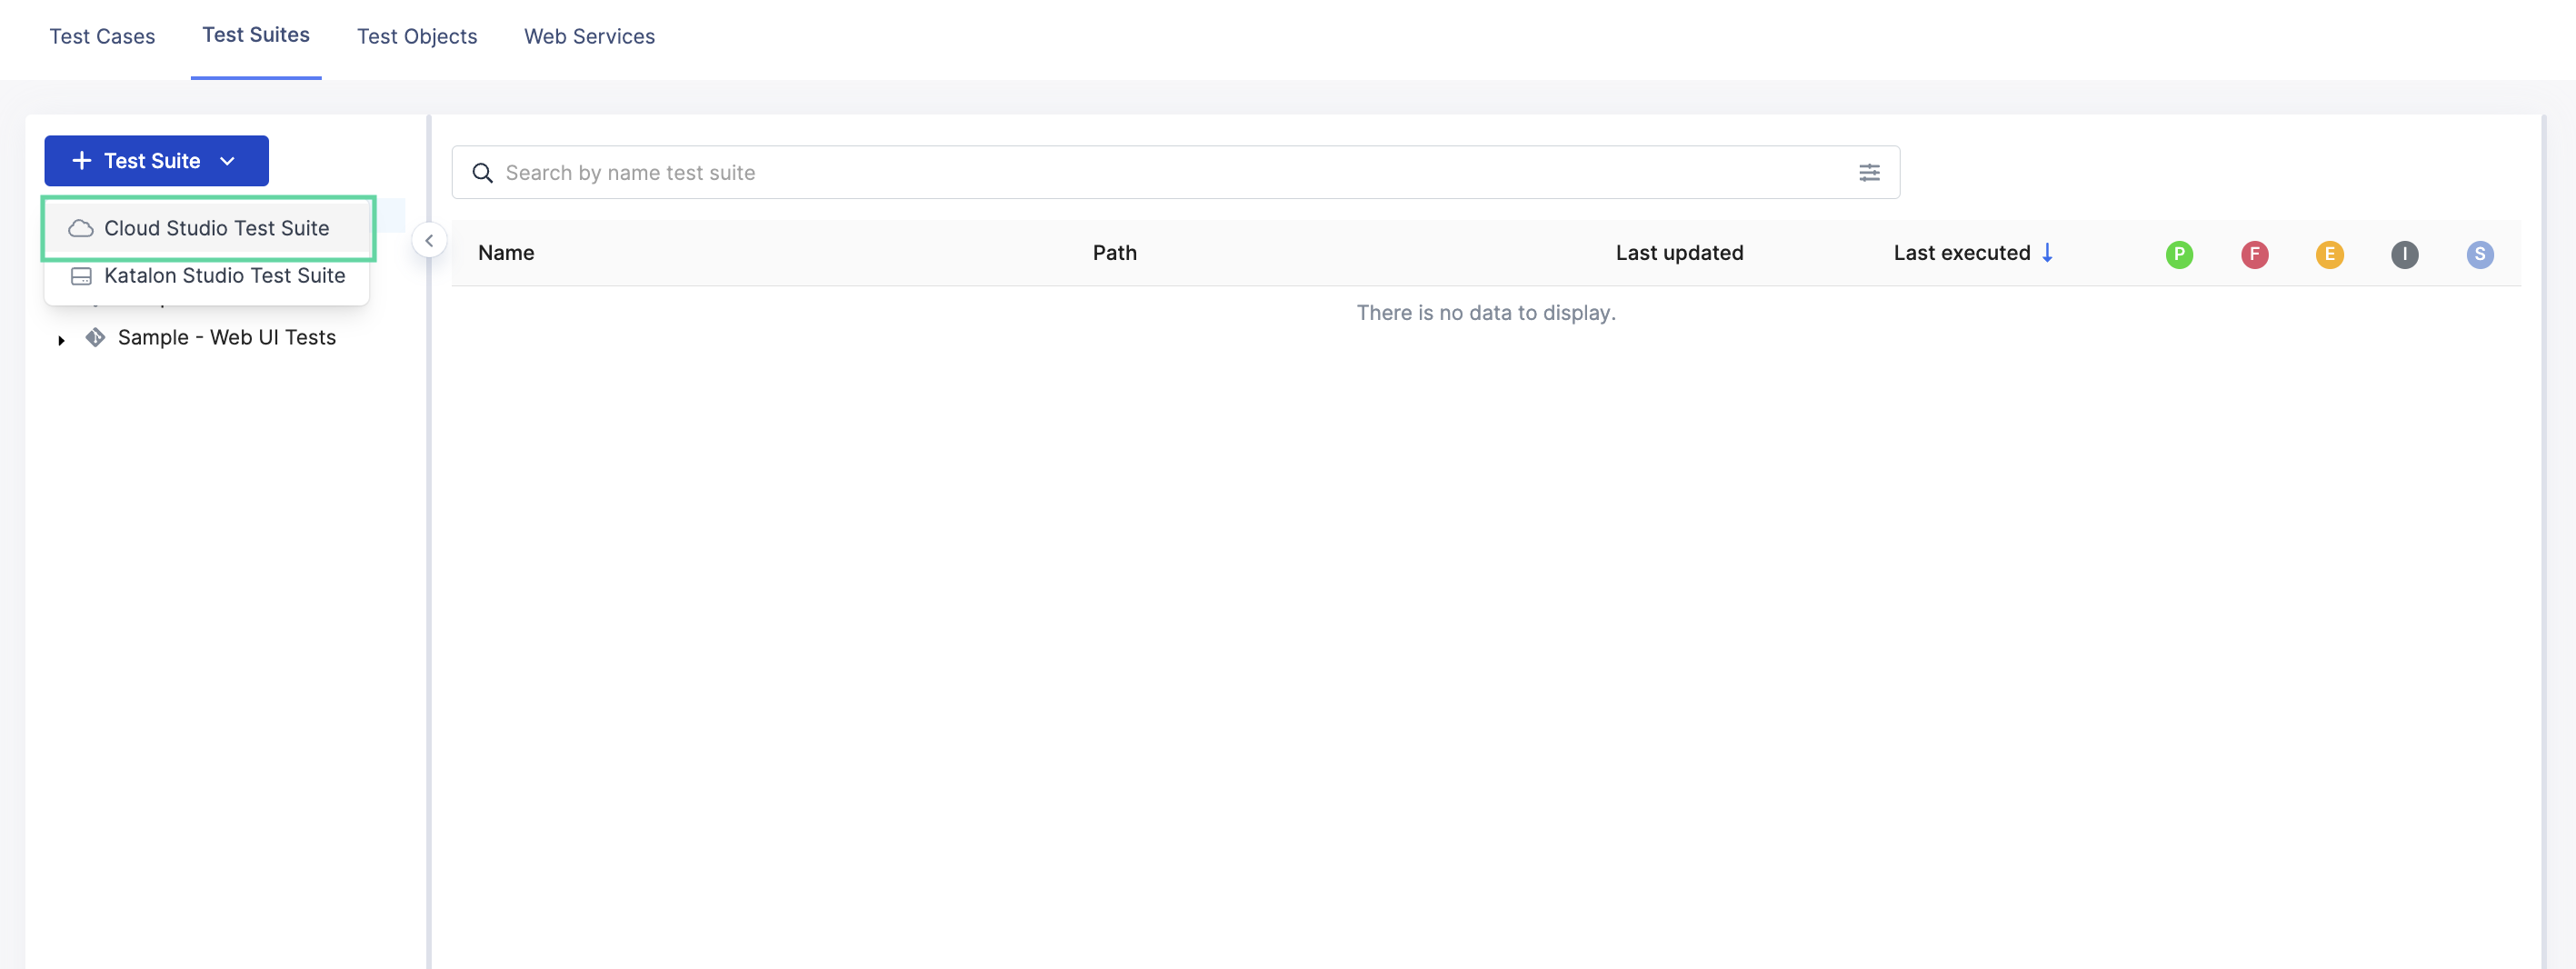 Test Cases
Test Suites
Test Objects
Web Services
Test Suite
Cloud Studio Test Suite
Katalon Studio Test Suite
Sample - Web UI Tests
Search by name test suite
Name Path Last updated Last executed P F E I S
There is no data to display.